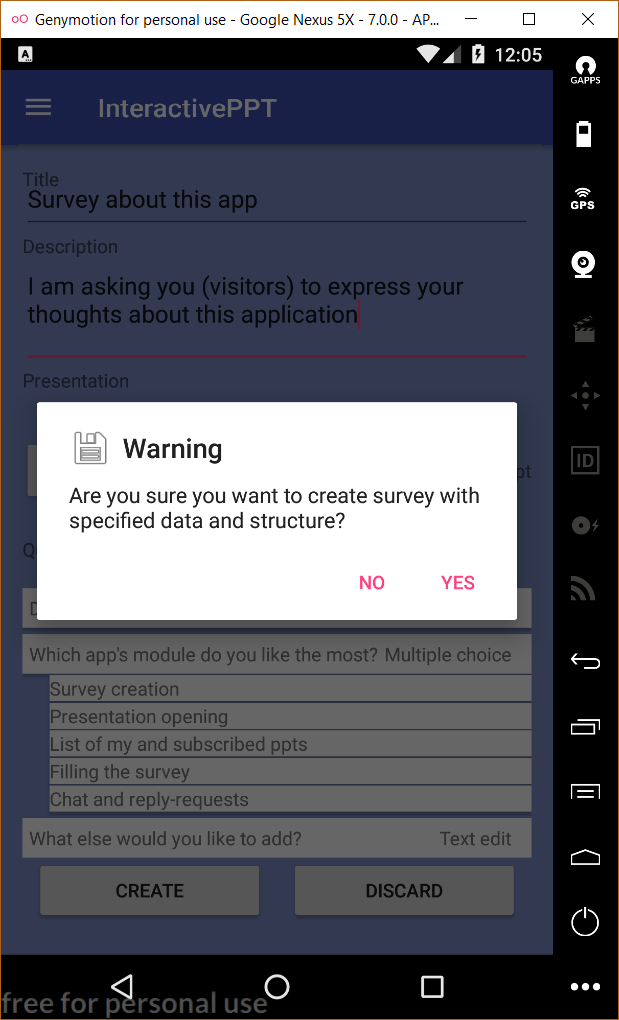 Genymotion for personal use - Google Nexus 5X - 7.0.0 - AP...
A
12:05
GAPPS
InteractivePPT
GPS
Title
Survey about this app
Description
I am asking you (visitors) to express your
thoughts about this application
Presentation
Warning
ID
pt
Are you sure you want to create survey with
specified data and structure?
NO YES
Which app's module do you like the most? Multiple choice
Survey creation
Presentation opening
List of my and subscribed ppts
Filling the survey
Chat and reply-requests
What else would you like to add? Text edit
CREATE DISCARD
free for personal use